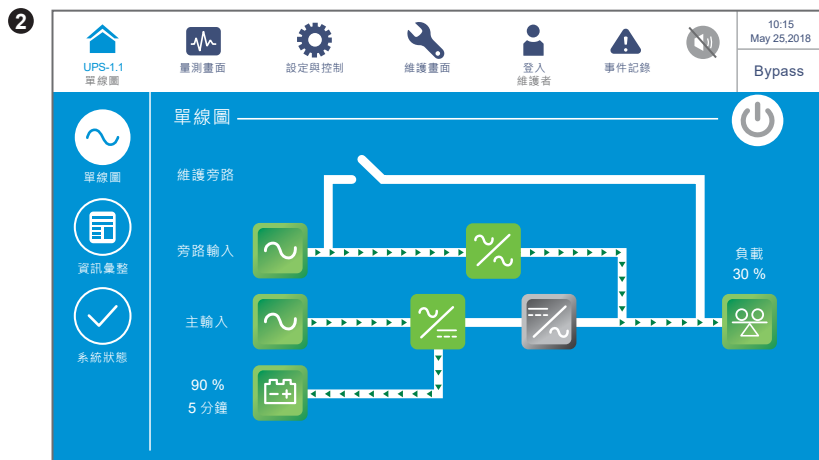 2
UPS-1.1
單線圖
量測畫面
設定與控制
維護畫面
登入
維護者
事件記錄
10:15
May 25,2018
Bypass
單線圖
資訊彙整
系統狀態
單線圖
維護旁路
旁路輸入
主輸入
90 %
5 分鐘
負載
30 %